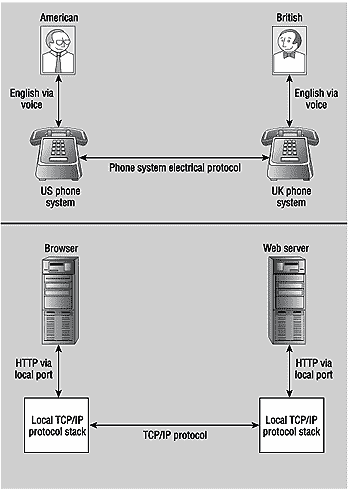 American
British
English via
voice
English via
voice
Phone system electrical protocol
US phone
system
UK phone
system
Browser
Web server
HTTP via
local port
HTTP via
local port
Local TCP/IP
protocol stack
TCP/IP protocol
Local TCP/IP
protocol stack